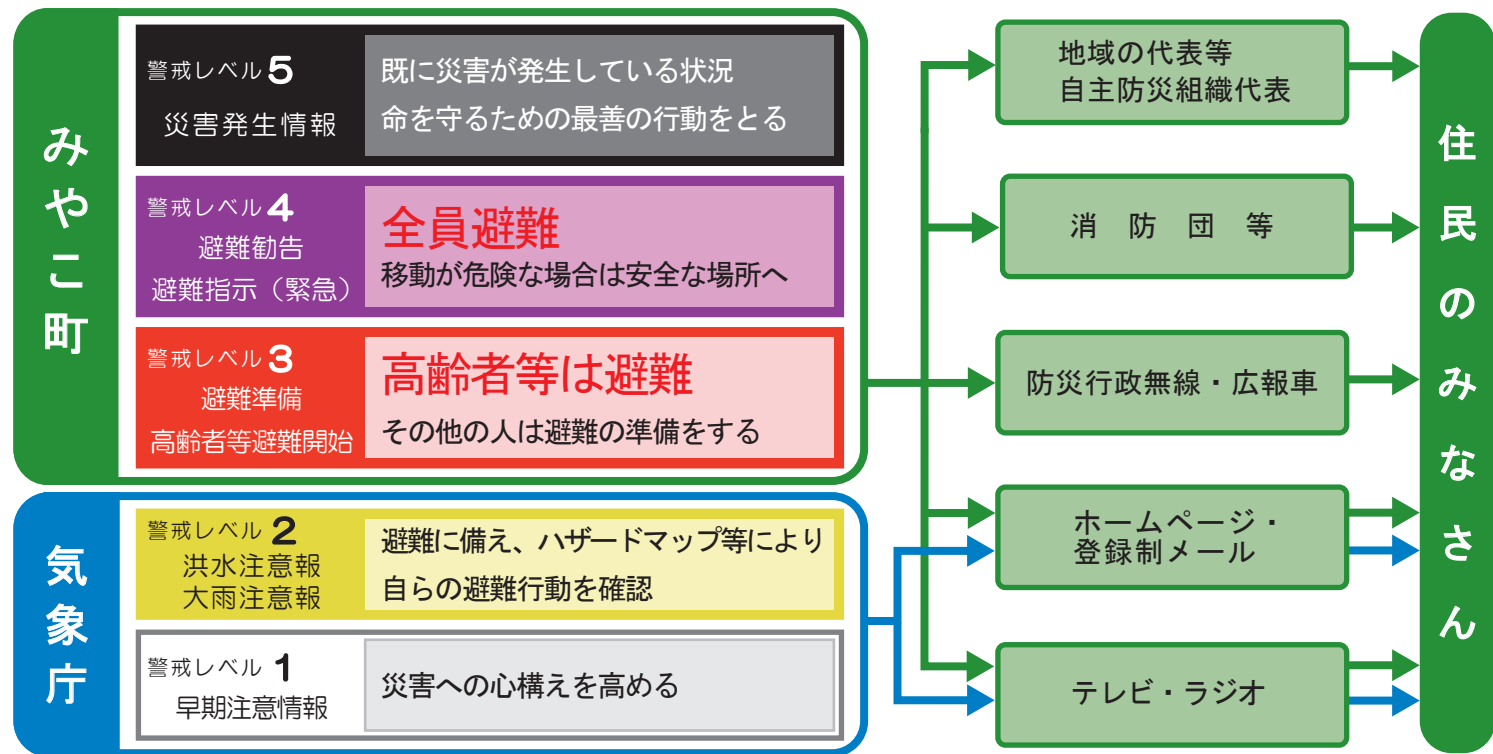 みやこ町
警戒レベル 5
災害発生情報
既に災害が発生している状況
命を守るための最善の行動をとる
警戒レベル 4
避難勧告
避難指示（緊急）
全員避難
移動が危険な場合は安全な場所へ
警戒レベル 3
避難準備
高齢者等避難開始
高齢者等は避難
その他の人は避難の準備をする
気象庁
警戒レベル 2
洪水注意報
大雨注意報
避難に備え、ハザードマップ等により
自らの避難行動を確認
警戒レベル 1
早期注意情報
災害への心構えを高める
地域の代表等
自主防災組織代表
消防団等
防災行政無線・広報車
ホームページ・
登録制メール
テレビ・ラジオ
住民のみなさん